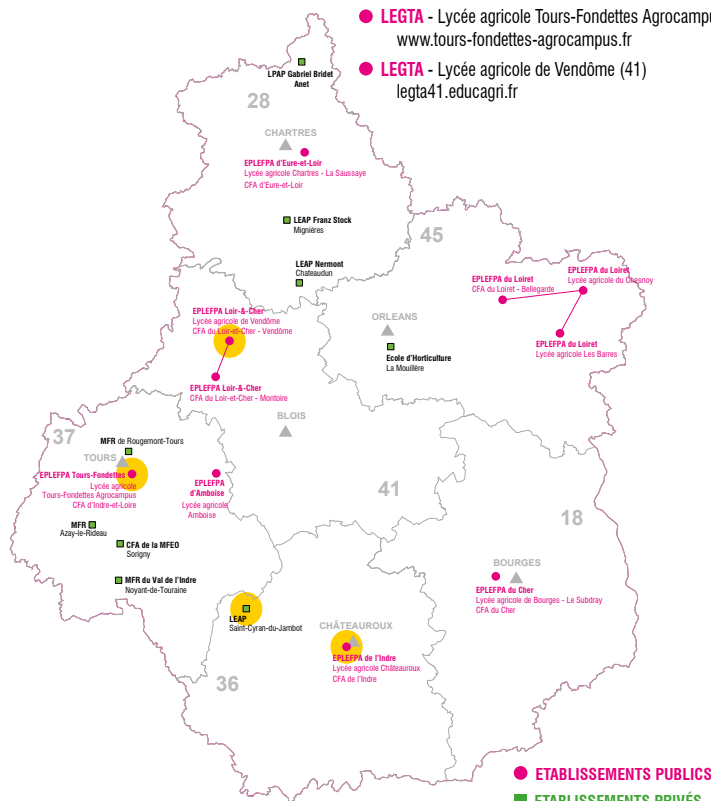 LEGTA - Lycée agricole Tours-Fondettes Agrocampu
www.tours-fondettes-agrocampus.fr
LEGTA - Lycée agricole de Vendôme (41)
legta41.educagri.fr
LPAP Gabriel Bridet
Anet
28
CHARTRES
EPLEFPA d'Eure-et-Loir
Lycée agricole Chartres - La Saussaye
CFA d'Eure-et-Loir
LEAP Franz Stock
Mignières
45
LEAP Nermont
Chateaudun
EPLEFPA du Loiret
CFA du Loiret - Bellegarde
EPLEFPA du Loiret
Lycée agricole du Chesnoy
EPLEFPA Loir-&-Cher
Lycée agricole de Vendôme
CFA du Loir-et-Cher - Vendôme
ORLEANS
EPLEFPA du Loiret
Lycée agricole Les Barres
Ecole d'Horticulture
La Mouillère
EPLEFPA Loir-&-Cher
CFA du Loir-et-Cher - Montoire
BLOIS
37
MFR de Rougemont-Tours
TOURS
EPLEFPA Tours-Fondettes
Lycée agricole
Tours-Fondettes Agrocampus
CFA d'Indre-et-Loire
EPLEFPA
d'Amboise
Lycée agricole
Amboise
41
18
MFR
Azay-le-Rideau
CFA de la MFEO
Sorigny
BOURGES
MFR du Val de l'Indre
Noyant-de-Touraine
EPLEFPA du Cher
Lycée agricole de Bourges - Le Subdray
CFA du Cher
LEAP
Saint-Cyran-du-Jambot
CHÂTEAUROUX
EPLEFPA de l'Indre
Lycée agricole Châteauroux
CFA de l'Indre
36
ETABLISSEMENTS PUBLICS
ETABLISSEMENTS PRIVÉS